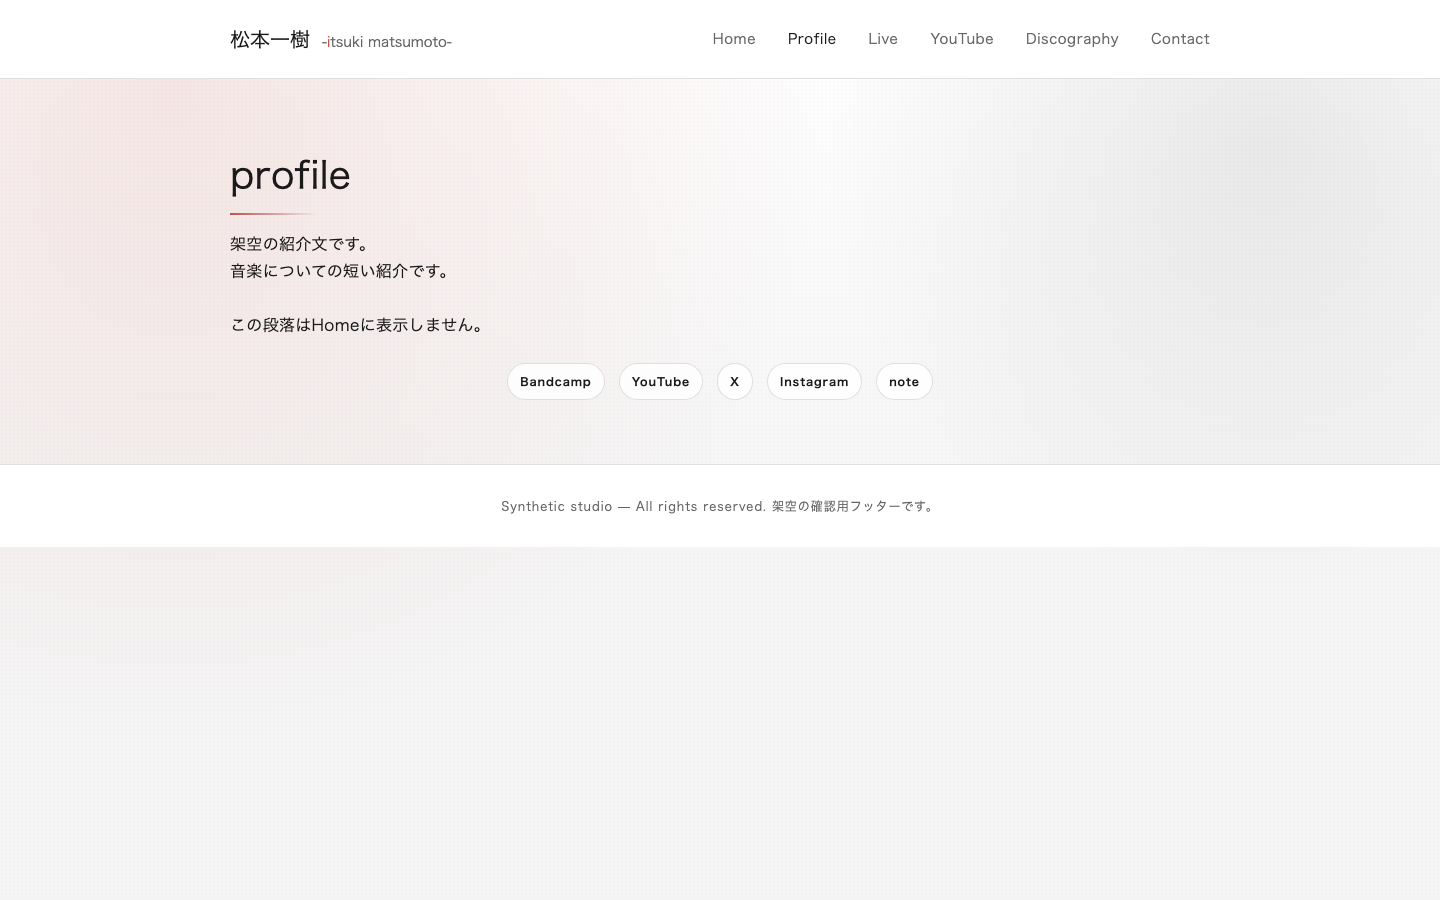 松本一樹 -itsuki matsumoto-
Home Profile Live YouTube Discography Contact
profile
架空の紹介文です。
音楽についての短い紹介です。
この段落はHomeに表示しません。
Bandcamp YouTube X Instagram note
Synthetic studio — All rights reserved. 架空の確認用フッターです。